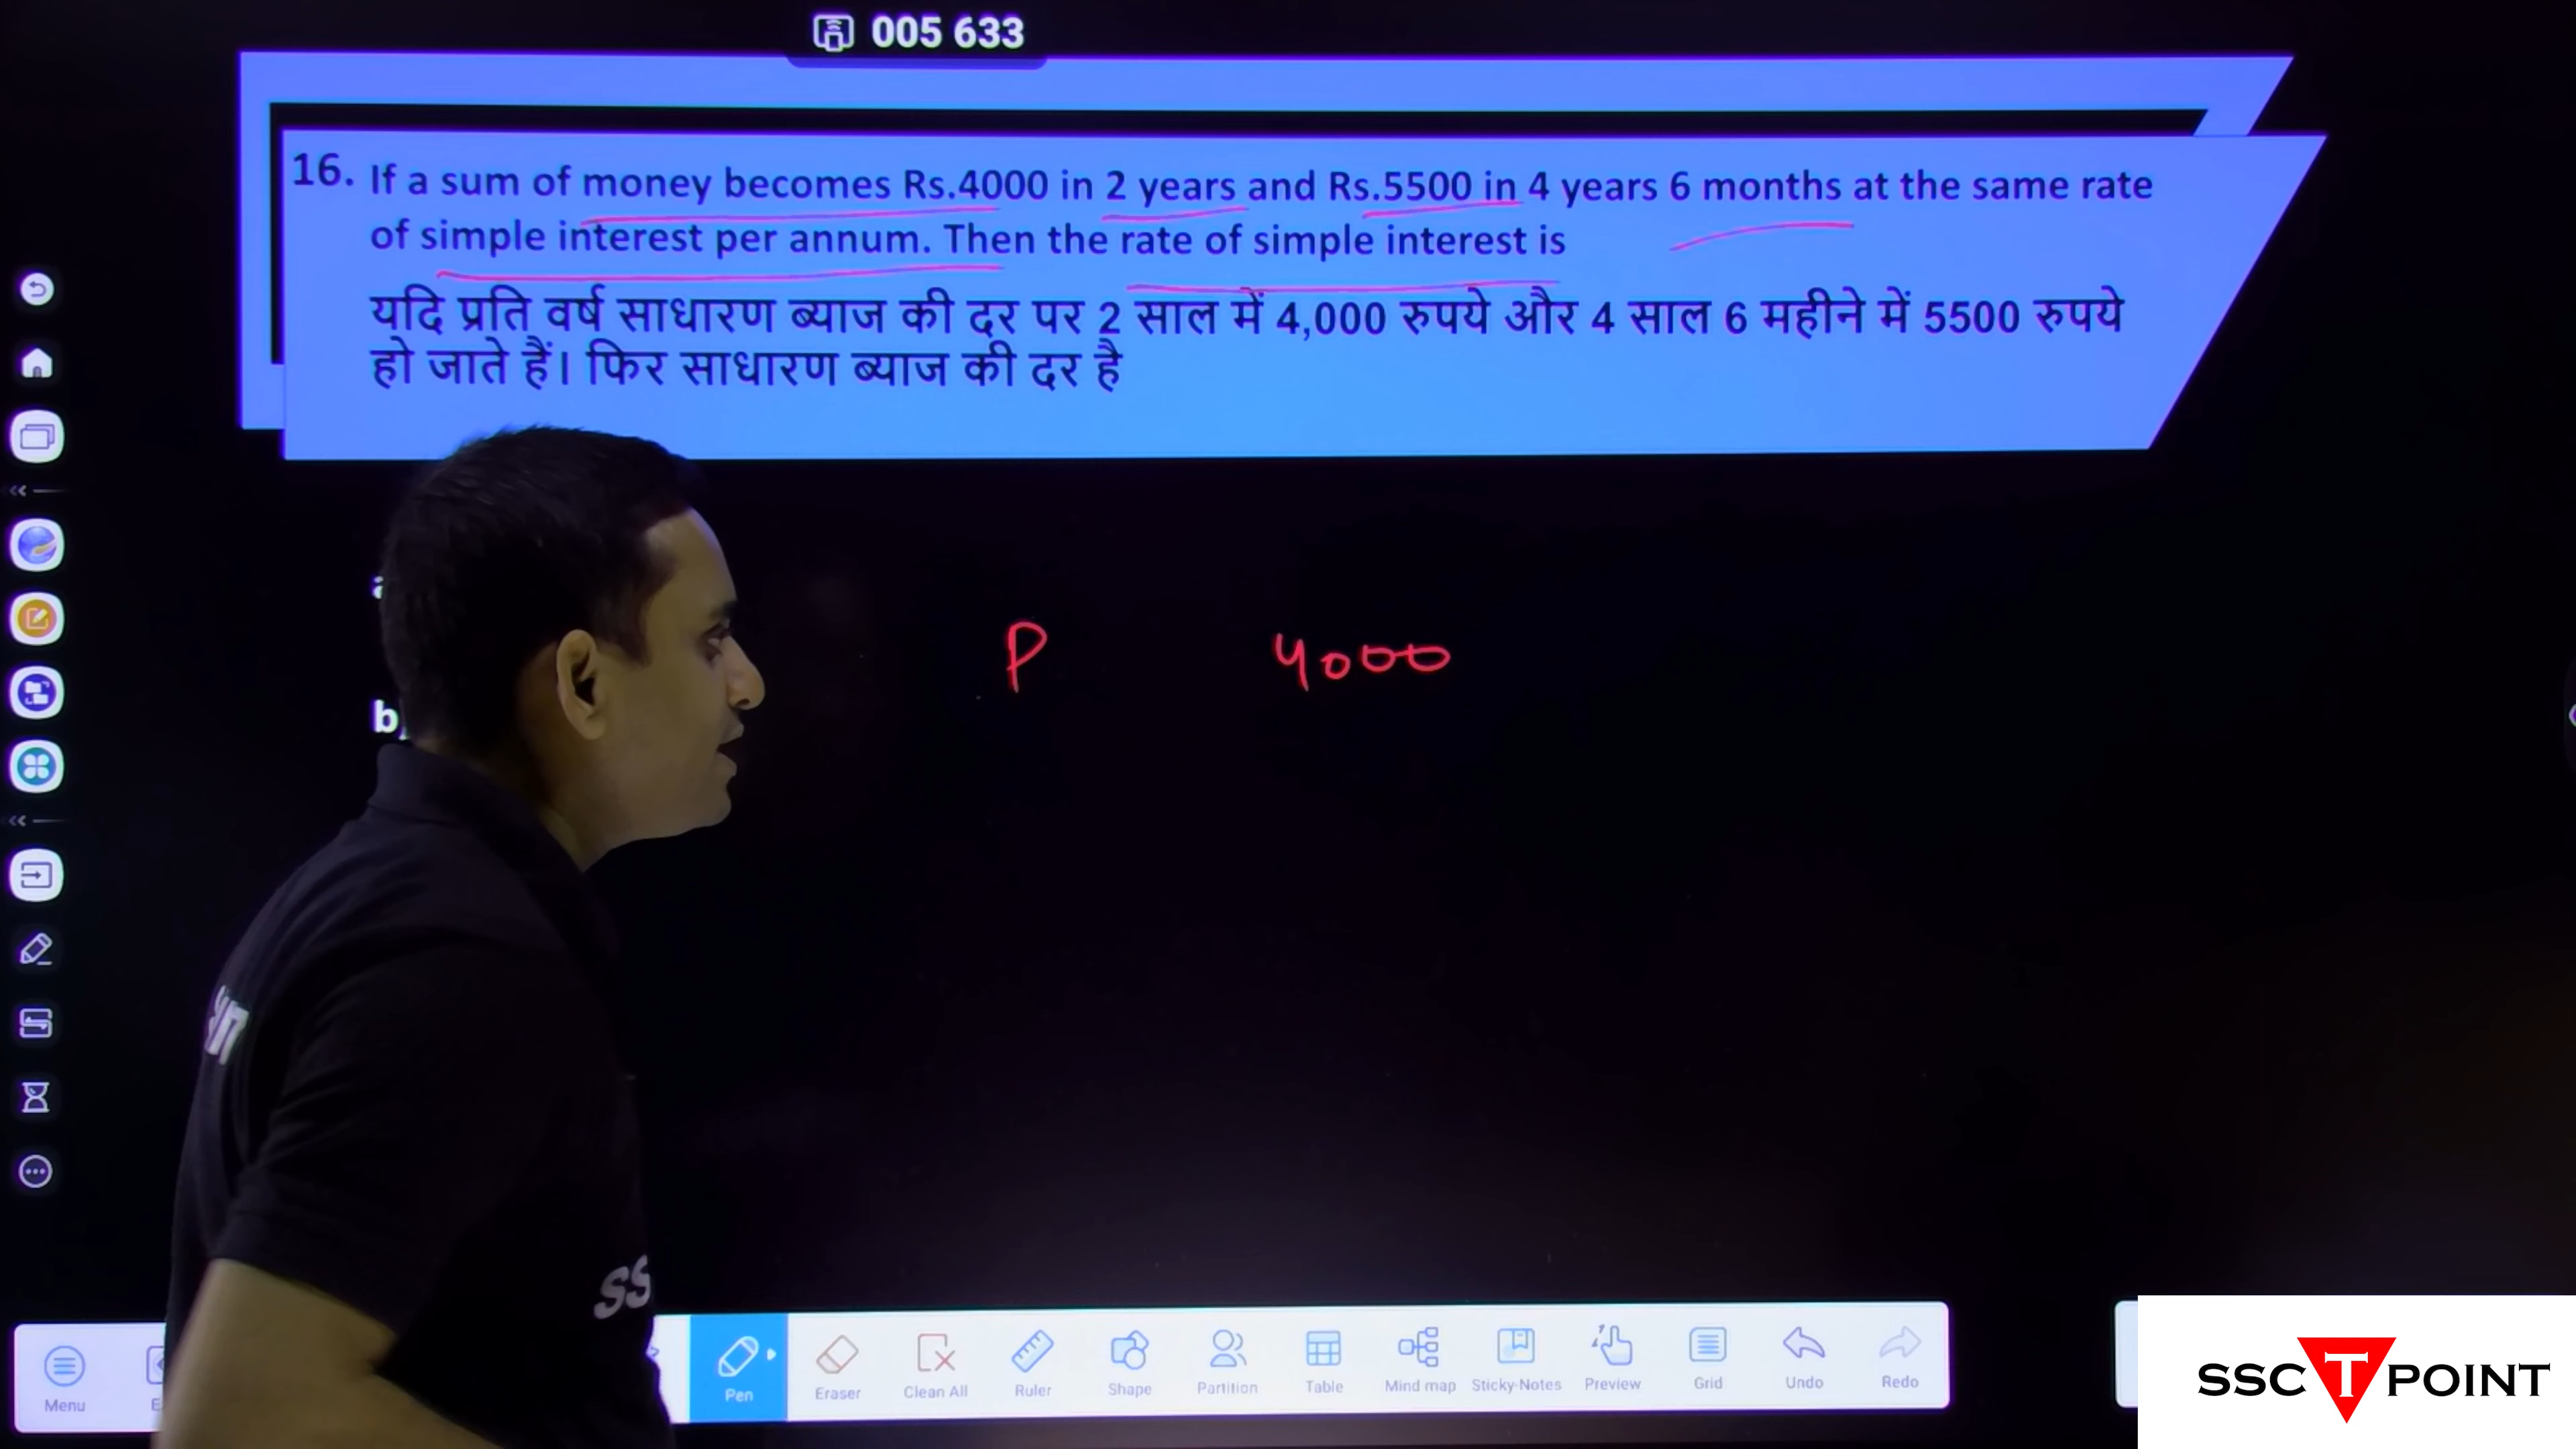 005 633
16. If a sum of money becomes Rs.4000 in 2 years and Rs.5500 in 4 years 6 months at the same rate
of simple interest per annum. Then the rate of simple interest is
यदि प्रति वर्ष साधारण ब्याज की दर पर 2 साल में 4,000 रुपये और 4 साल 6 महीने में 5500 रुपये
हो जाते हैं। फिर साधारण ब्याज की दर है
P 4000
b
SS
Menu Pen Eraser Clean All Ruler Shape Partition Table Mind map Sticky-Notes Preview Grid Undo Redo
SSC T POINT